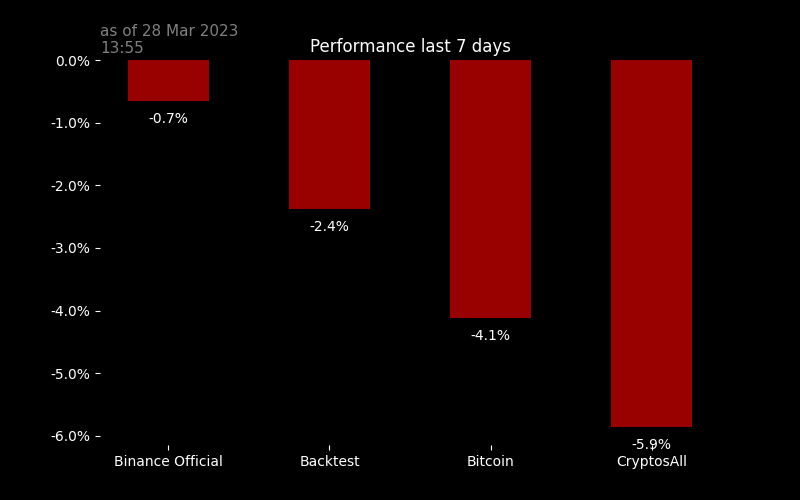 as of 28 Mar 2023
13:55
Performance last 7 days
0.0%
-1.0%
-2.0%
-3.0%
-4.0%
-5.0%
-6.0%
-0.7%
-2.4%
-4.1%
-5.9%
Binance Official
Backtest
Bitcoin
CryptosAll